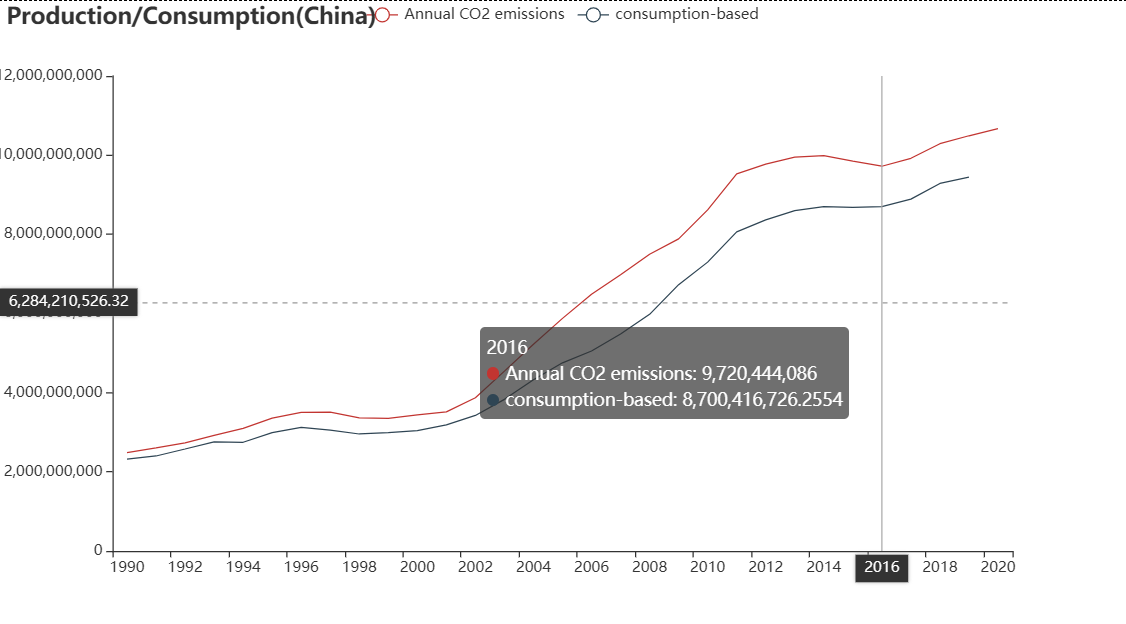 Production/Consumption(China)
Annual CO2 emissions
consumption-based
12,000,000,000
10,000,000,000
8,000,000,000
6,284,210,526.32
4,000,000,000
2,000,000,000
0
2016
Annual CO2 emissions: 9,720,444,086
consumption-based: 8,700,416,726.2554
1990 1992 1994 1996 1998 2000 2002 2004 2006 2008 2010 2012 2014 2016 2018 2020